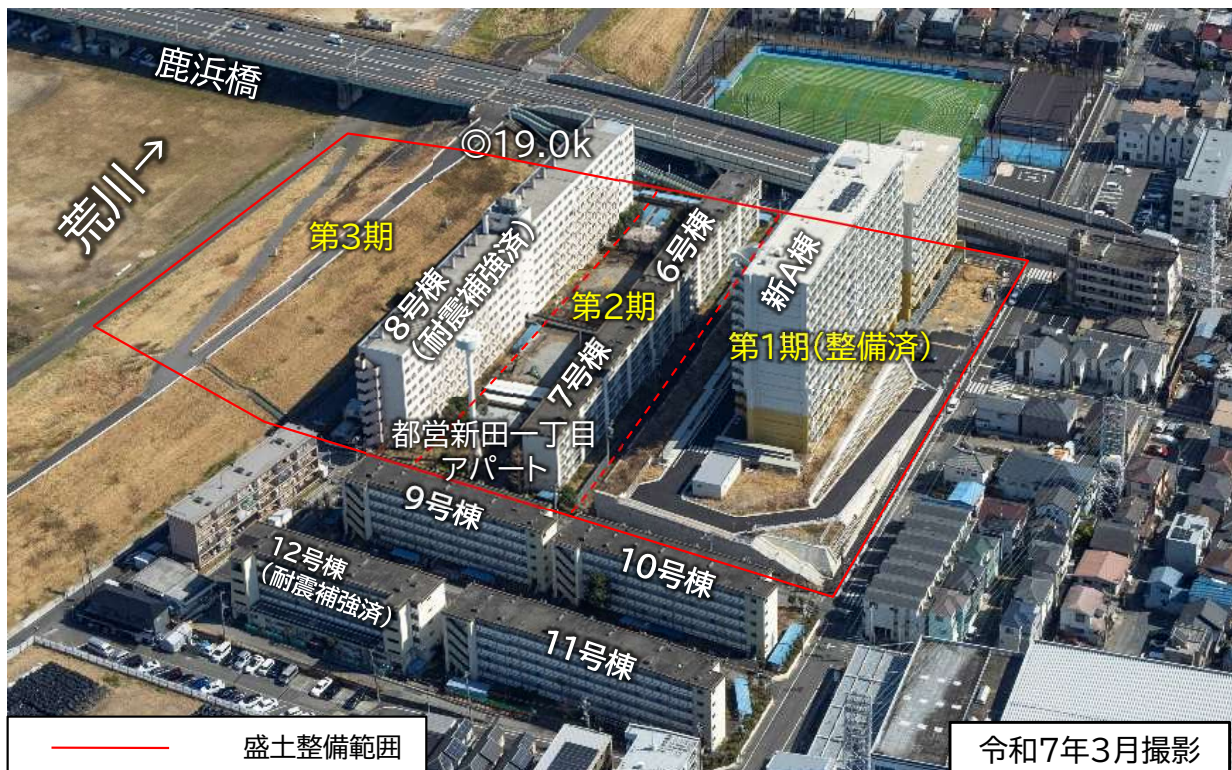 鹿浜橋
荒川→
◎19.0k
第3期
8号棟
(耐震補強済)
第2期
6号棟
7号棟
新A棟
第1期(整備済)
都営新田一丁目
アパート
9号棟
10号棟
12号棟
(耐震補強済)
11号棟
盛土整備範囲
令和7年3月撮影